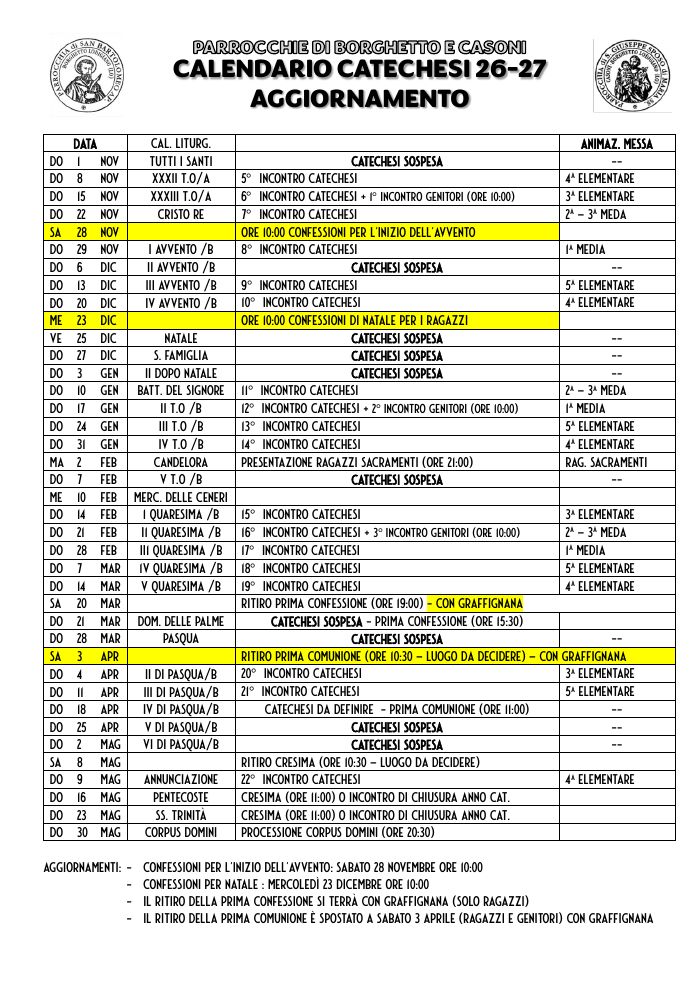 PARROCCHIE DI BORGHETTO E CASONI
CALENDARIO CATECHESI 26-27
AGGIORNAMENTO
DATA CAL. LITURG. ANIMAZ. MESSA
DO 1 NOV TUTTI I SANTI CATECHESI SOSPESA --
DO 8 NOV XXXII T.O/A 5° INCONTRO CATECHESI 4ª ELEMENTARE
DO 15 NOV XXXIII T.O/A 6° INCONTRO CATECHESI + 1° INCONTRO GENITORI (ORE 10:00) 3ª ELEMENTARE
DO 22 NOV CRISTO RE 7° INCONTRO CATECHESI 2ª – 3ª MEDA
SA 28 NOV ORE 10:00 CONFESSIONI PER L'INIZIO DELL'AVVENTO
DO 29 NOV I AVVENTO /B 8° INCONTRO CATECHESI 1ª MEDIA
DO 6 DIC II AVVENTO /B CATECHESI SOSPESA --
DO 13 DIC III AVVENTO /B 9° INCONTRO CATECHESI 5ª ELEMENTARE
DO 20 DIC IV AVVENTO /B 10° INCONTRO CATECHESI 4ª ELEMENTARE
ME 23 DIC ORE 10:00 CONFESSIONI DI NATALE PER I RAGAZZI
VE 25 DIC NATALE CATECHESI SOSPESA --
DO 27 DIC S. FAMIGLIA CATECHESI SOSPESA --
DO 3 GEN II DOPO NATALE CATECHESI SOSPESA --
DO 10 GEN BATT. DEL SIGNORE 11° INCONTRO CATECHESI 2ª – 3ª MEDA
DO 17 GEN II T.O /B 12° INCONTRO CATECHESI + 2° INCONTRO GENITORI (ORE 10:00) 1ª MEDIA
DO 24 GEN III T.O /B 13° INCONTRO CATECHESI 5ª ELEMENTARE
DO 31 GEN IV T.O /B 14° INCONTRO CATECHESI 4ª ELEMENTARE
MA 2 FEB CANDELORA PRESENTAZIONE RAGAZZI SACRAMENTI (ORE 21:00) RAG. SACRAMENTI
DO 7 FEB V T.O /B CATECHESI SOSPESA --
ME 10 FEB MERC. DELLE CENERI
DO 14 FEB I QUARESIMA /B 15° INCONTRO CATECHESI 3ª ELEMENTARE
DO 21 FEB II QUARESIMA /B 16° INCONTRO CATECHESI + 3° INCONTRO GENITORI (ORE 10:00) 2ª – 3ª MEDA
DO 28 FEB III QUARESIMA /B 17° INCONTRO CATECHESI 1ª MEDIA
DO 7 MAR IV QUARESIMA /B 18° INCONTRO CATECHESI 5ª ELEMENTARE
DO 14 MAR V QUARESIMA /B 19° INCONTRO CATECHESI 4ª ELEMENTARE
SA 20 MAR RITIRO PRIMA CONFESSIONE (ORE 19:00) – CON GRAFFIGNANA
DO 21 MAR DOM. DELLE PALME CATECHESI SOSPESA – PRIMA CONFESSIONE (ORE 15:30)
DO 28 MAR PASQUA CATECHESI SOSPESA --
SA 3 APR RITIRO PRIMA COMUNIONE (ORE 10:30 – LUOGO DA DECIDERE) – CON GRAFFIGNANA
DO 4 APR II DI PASQUA/B 20° INCONTRO CATECHESI 3ª ELEMENTARE
DO 11 APR III DI PASQUA/B 21° INCONTRO CATECHESI 5ª ELEMENTARE
DO 18 APR IV DI PASQUA/B CATECHESI DA DEFINIRE - PRIMA COMUNIONE (ORE 11:00) --
DO 25 APR V DI PASQUA/B CATECHESI SOSPESA --
DO 2 MAG VI DI PASQUA/B CATECHESI SOSPESA --
SA 8 MAG RITIRO CRESIMA (ORE 10:30 – LUOGO DA DECIDERE)
DO 9 MAG ANNUNCIAZIONE 22° INCONTRO CATECHESI 4ª ELEMENTARE
DO 16 MAG PENTECOSTE CRESIMA (ORE 11:00) O INCONTRO DI CHIUSURA ANNO CAT.
DO 23 MAG SS. TRINITÀ CRESIMA (ORE 11:00) O INCONTRO DI CHIUSURA ANNO CAT.
DO 30 MAG CORPUS DOMINI PROCESSIONE CORPUS DOMINI (ORE 20:30)
AGGIORNAMENTI: - CONFESSIONI PER L'INIZIO DELL'AVVENTO: SABATO 28 NOVEMBRE ORE 10:00
- CONFESSIONI PER NATALE : MERCOLEDÌ 23 DICEMBRE ORE 10:00
- IL RITIRO DELLA PRIMA CONFESSIONE SI TERRÀ CON GRAFFIGNANA (SOLO RAGAZZI)
- IL RITIRO DELLA PRIMA COMUNIONE È SPOSTATO A SABATO 3 APRILE (RAGAZZI E GENITORI) CON GRAFFIGNANA